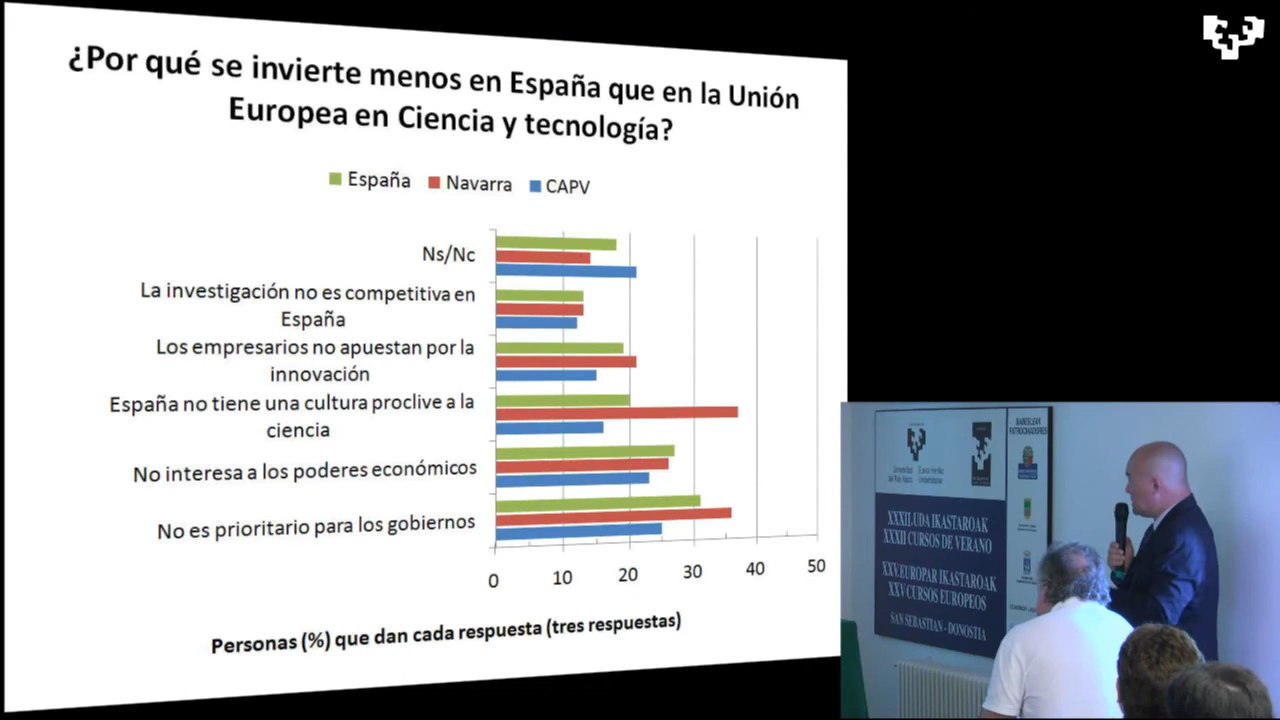 ¿Por qué se invierte menos en España que en la Unión
Europea en Ciencia y tecnología?
España Navarra CAPV
Ns/Nc
La investigación no es competitiva en
España
Los empresarios no apuestan por la
innovación
España no tiene una cultura proclive a la
ciencia
No interesa a los poderes económicos
No es prioritario para los gobiernos
0 10 20 30 40 50
Personas (%) que dan cada respuesta (tres respuestas)
BABESLEAK
PATROCINADORES
Universidad
del País Vasco
Euskal Herriko
Unibertsitatea
XXXII. UDA IKASTAROAK
XXXII CURSOS DE VERANO
XXV. EUROPAR IKASTAROAK
XXV CURSOS EUROPEOS
SAN SEBASTIAN - DONOSTIA